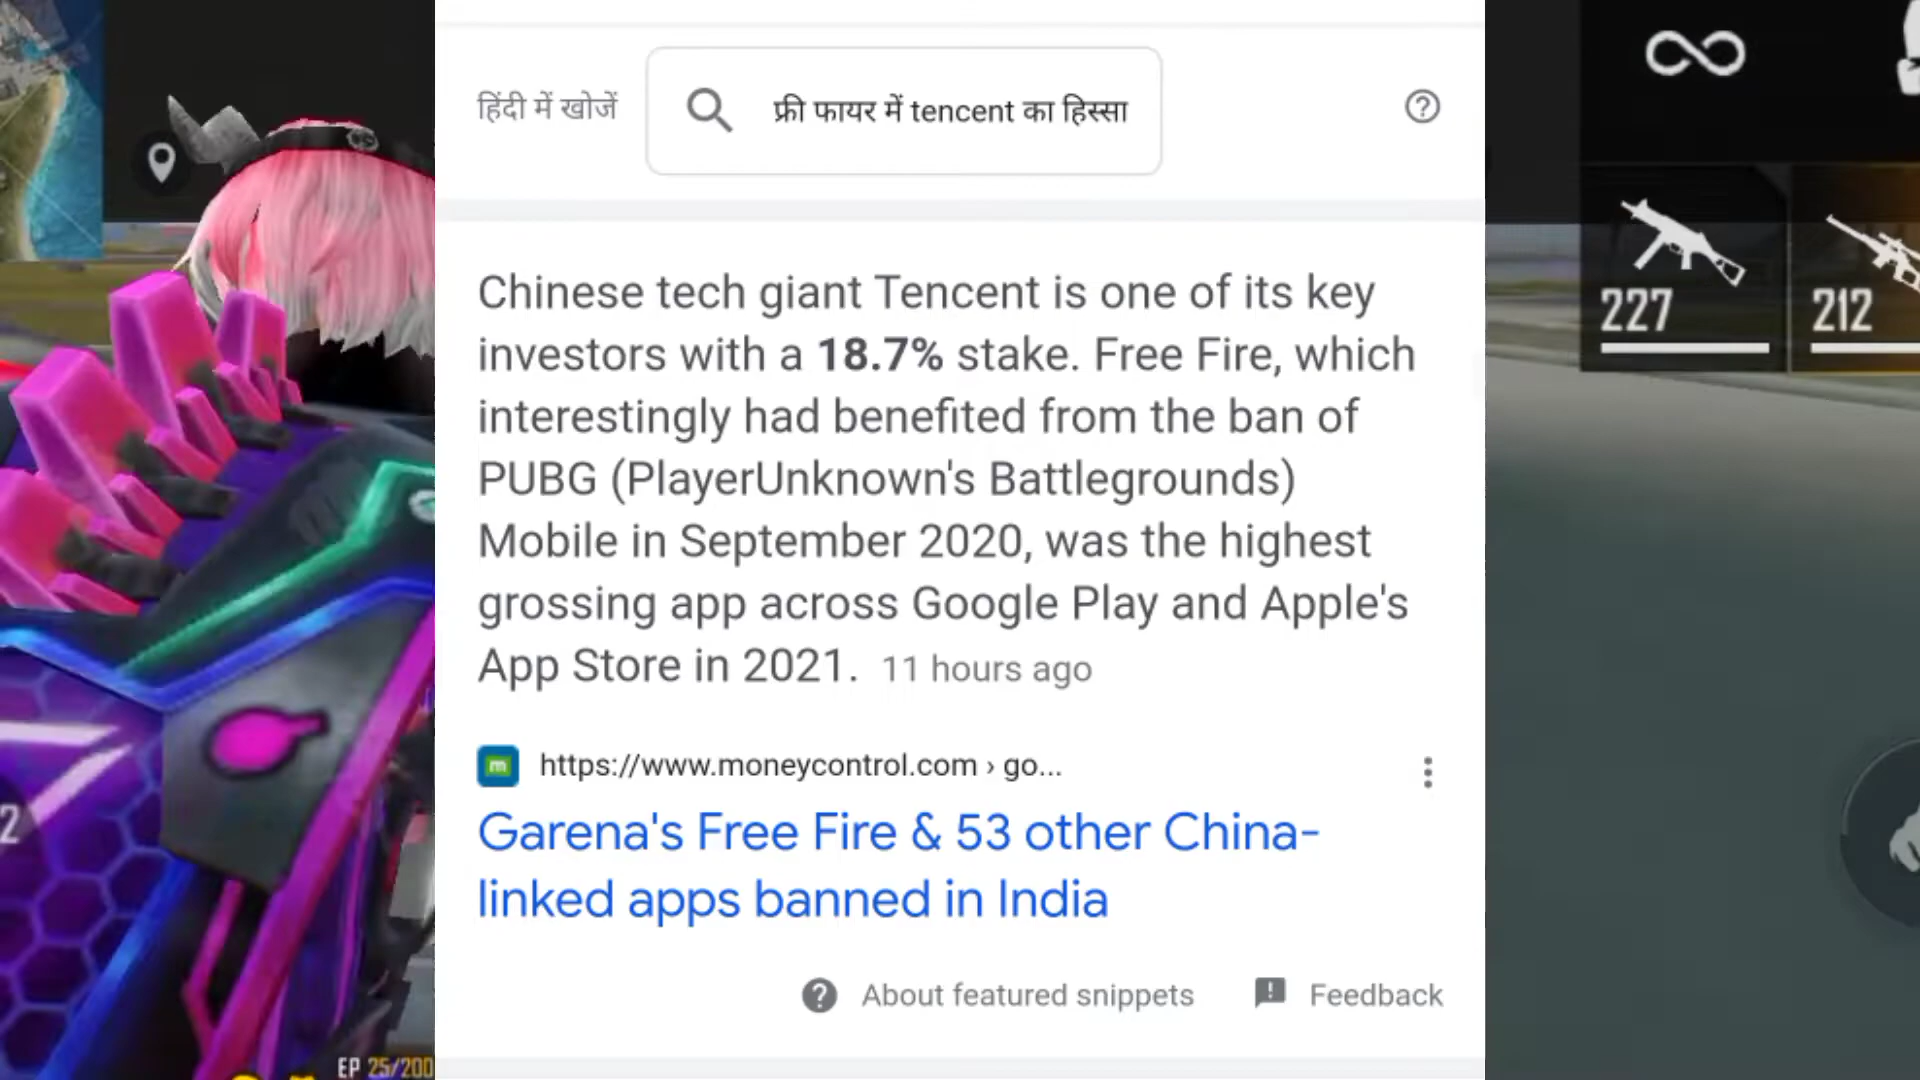 हिंदी में खोजें
फ्री फायर में tencent का हिस्सा
Chinese tech giant Tencent is one of its key
investors with a 18.7% stake. Free Fire, which
interestingly had benefited from the ban of
PUBG (PlayerUnknown's Battlegrounds)
Mobile in September 2020, was the highest
grossing app across Google Play and Apple's
App Store in 2021. 11 hours ago
m
https://www.moneycontrol.com › go...
Garena's Free Fire & 53 other China-
linked apps banned in India
About featured snippets
Feedback
227
212
2
EP 25/200